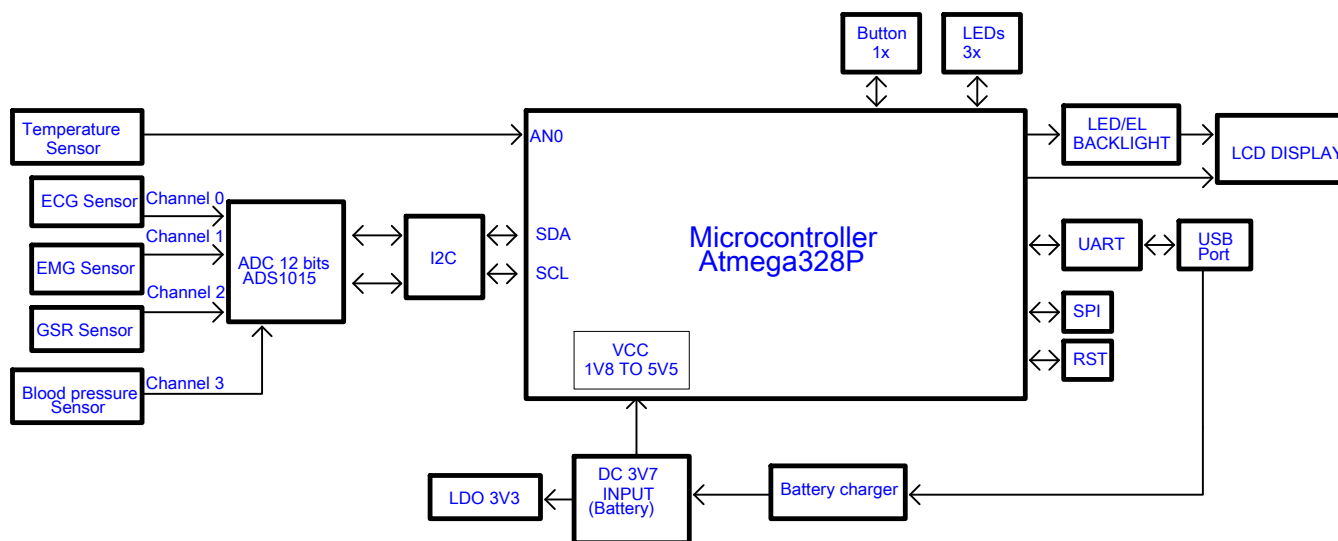 Button
1x
LEDs
3x
Temperature
Sensor
AN0
LED/EL
BACKLIGHT
LCD DISPLAY
ECG Sensor
Channel 0
EMG Sensor
Channel 1
GSR Sensor
Channel 2
Blood pressure
Sensor
Channel 3
ADC 12 bits
ADS1015
I2C
SDA
SCL
Microcontroller
Atmega328P
UART
USB
Port
SPI
RST
VCC
1V8 TO 5V5
LDO 3V3
DC 3V7
INPUT
(Battery)
Battery charger